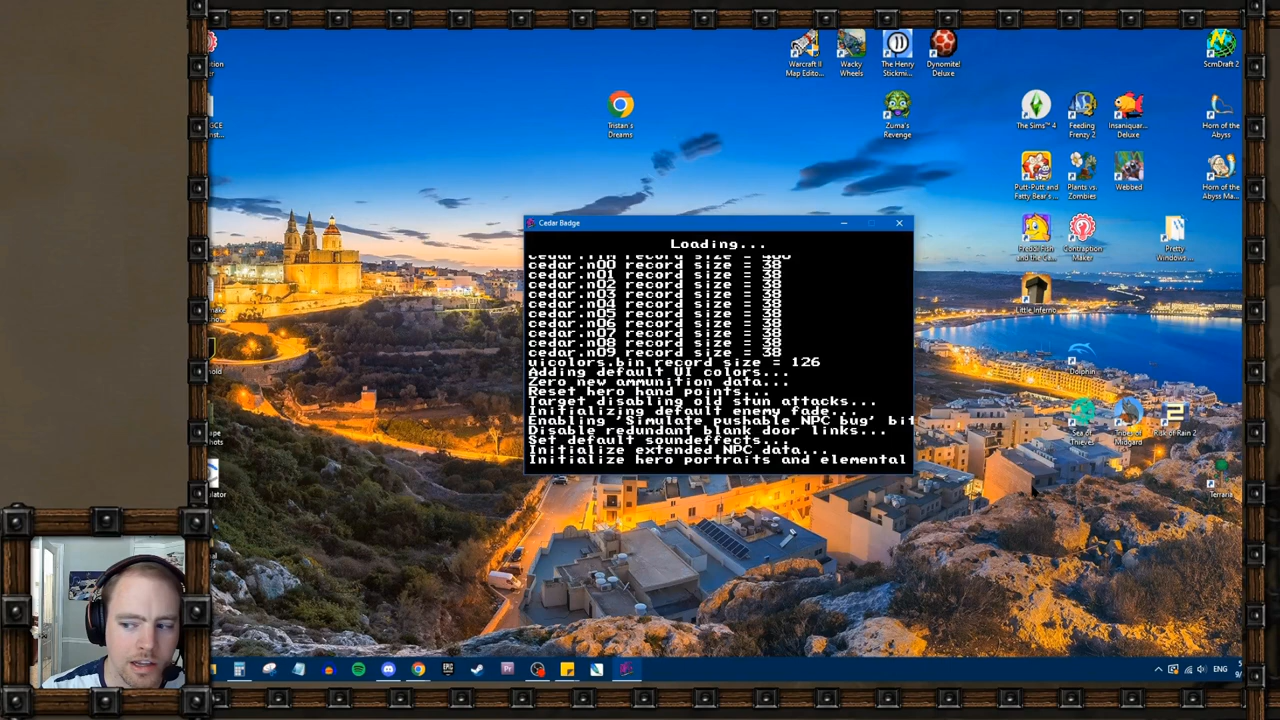 Warcraft II
Map Edito...
Wacky
Wheels
The Henry
Stickmi...
Dynomite!
Deluxe
ScmDraft 2
Tristan's
Dreams
Zuma's
Revenge
The Sims™ 4
Feeding
Frenzy 2
Insaniquar...
Deluxe
Horn of the
Abyss
Putt-Putt and
Fatty Bear's...
Plants vs.
Zombies
Webbed
Horn of the
Abyss Ma...
Freddi Fish
and the Ca...
Contraption
Maker
Pretty
Windows...
Little Inferno
Dolphin
Sea of
Thieves
Tribes of
Midgard
Risk of Rain 2
Terraria
Cedar Badge
Loading...
cedar.n00 record size = 38
cedar.n01 record size = 38
cedar.n02 record size = 38
cedar.n03 record size = 38
cedar.n04 record size = 38
cedar.n05 record size = 38
cedar.n06 record size = 38
cedar.n07 record size = 38
cedar.n08 record size = 38
cedar.n09 record size = 38
uicolors.bin record size = 126
Adding default UI colors...
Zero new ammunition data...
Reset hero hand points...
Target disabling old stun attacks...
Initializing default enemy fade...
Enabling 'Simulate pushable NPC bug' bit
Disable redundant blank door links...
Set default soundeffects...
Initialize extended NPC data...
Initialize hero portraits and elemental
EPIC
Pr
ENG